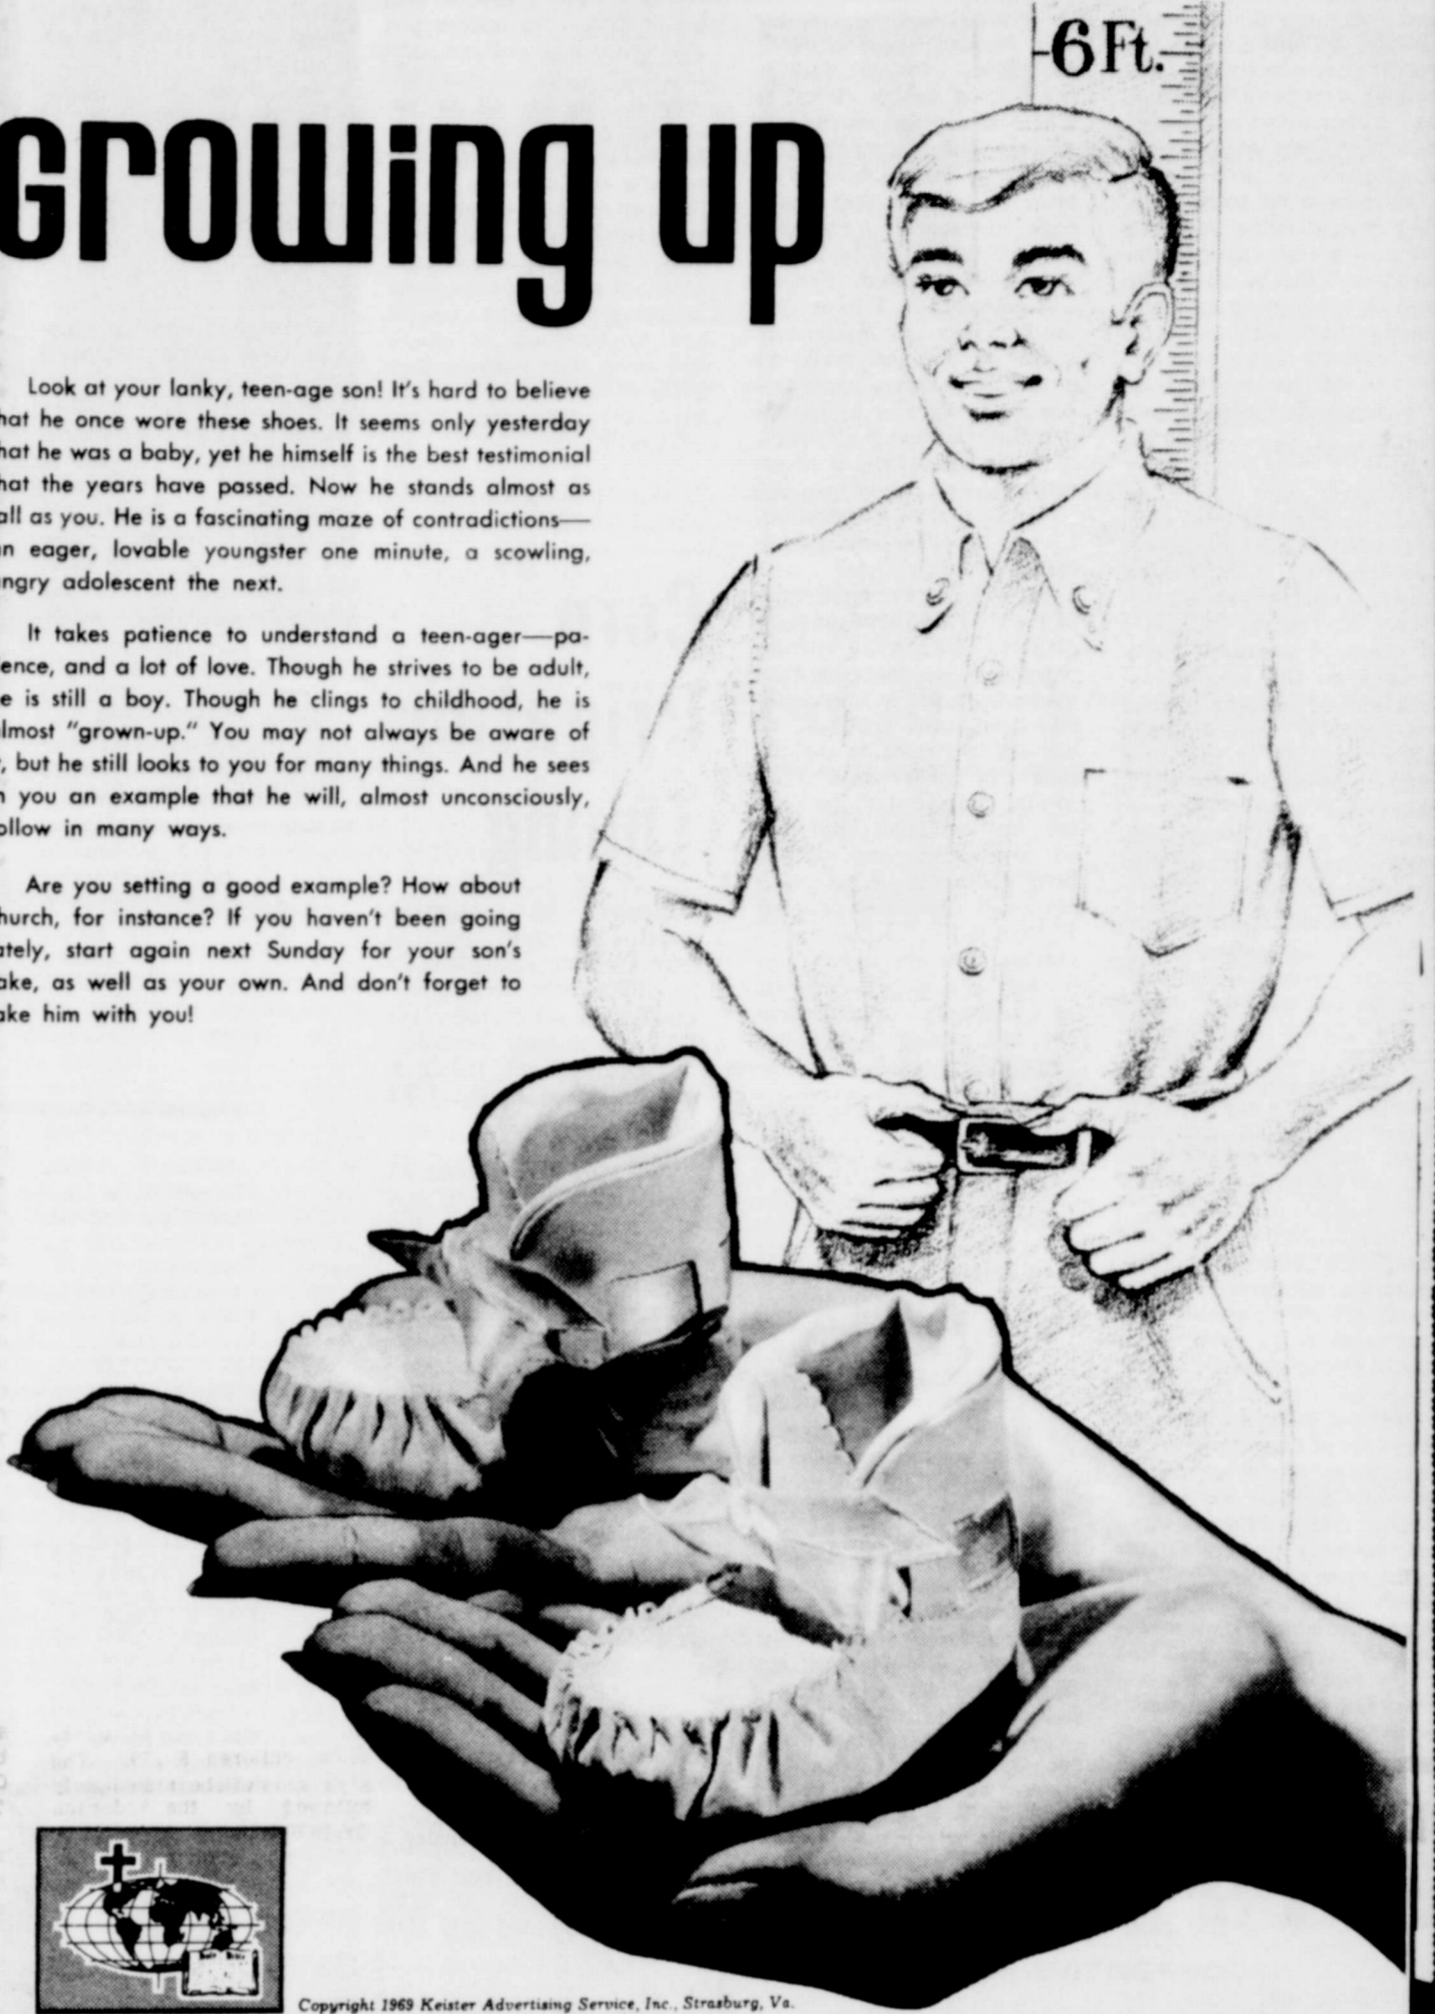 -6 Ft.
Growing up
Look at your lanky, teen-age son! It's hard to believe
hat he once wore these shoes. It seems only yesterday
hat he was a baby, yet he himself is the best testimonial
hat the years have passed. Now he stands almost as
all as you. He is a fascinating maze of contradictions—
n eager, lovable youngster one minute, a scowling,
ngry adolescent the next.
It takes patience to understand a teen-ager—pa-
ence, and a lot of love. Though he strives to be adult,
e is still a boy. Though he clings to childhood, he is
lmost "grown-up." You may not always be aware of
, but he still looks to you for many things. And he sees
n you an example that he will, almost unconsciously,
ollow in many ways.
Are you setting a good example? How about
hurch, for instance? If you haven't been going
ately, start again next Sunday for your son's
ake, as well as your own. And don't forget to
ake him with you!
Holy Bible
Copyright 1969 Keister Advertising Service, Inc., Strasburg, Va.